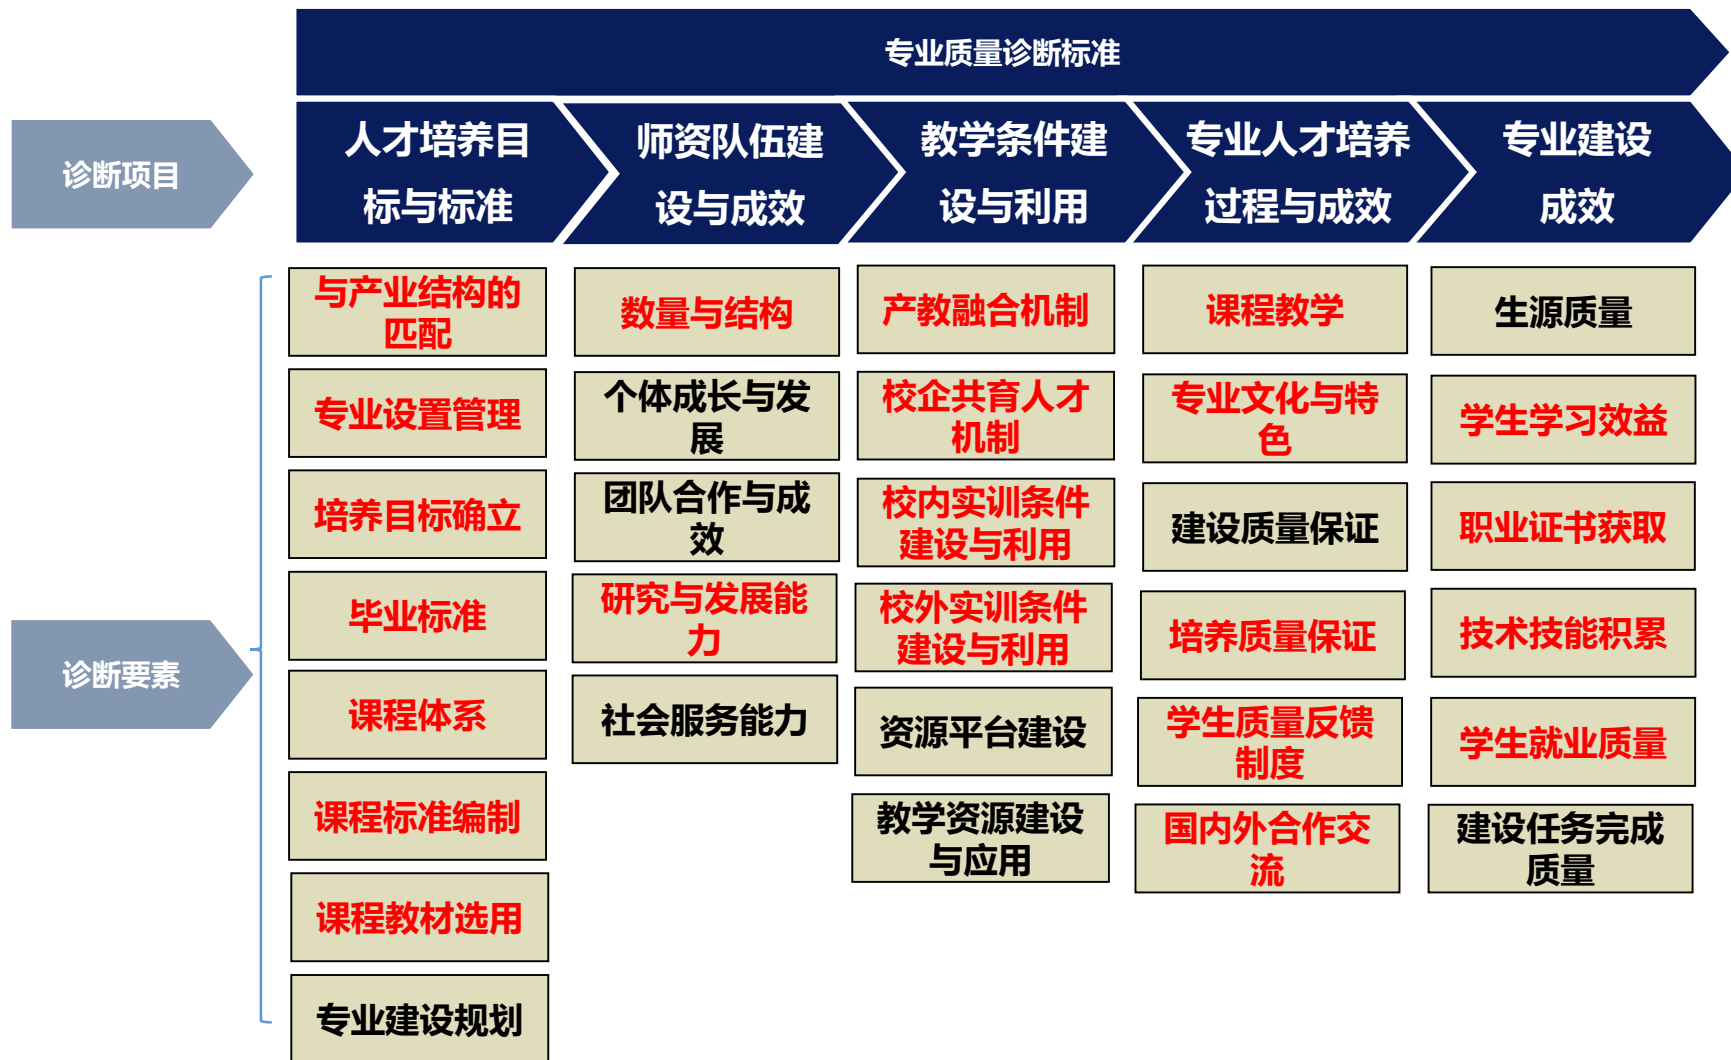 专业质量诊断标准
诊断项目
人才培养目
标与标准
师资队伍建
设与成效
教学条件建
设与利用
专业人才培养
过程与成效
专业建设
成效
诊断要素
与产业结构的
匹配
专业设置管理
培养目标确立
毕业标准
课程体系
课程标准编制
课程教材选用
专业建设规划
数量与结构
个体成长与发
展
团队合作与成
效
研究与发展能
力
社会服务能力
产教融合机制
校企共育人才
机制
校内实训条件
建设与利用
校外实训条件
建设与利用
资源平台建设
教学资源建设
与应用
课程教学
专业文化与特
色
建设质量保证
培养质量保证
学生质量反馈
制度
国内外合作交
流
生源质量
学生学习效益
职业证书获取
技术技能积累
学生就业质量
建设任务完成
质量